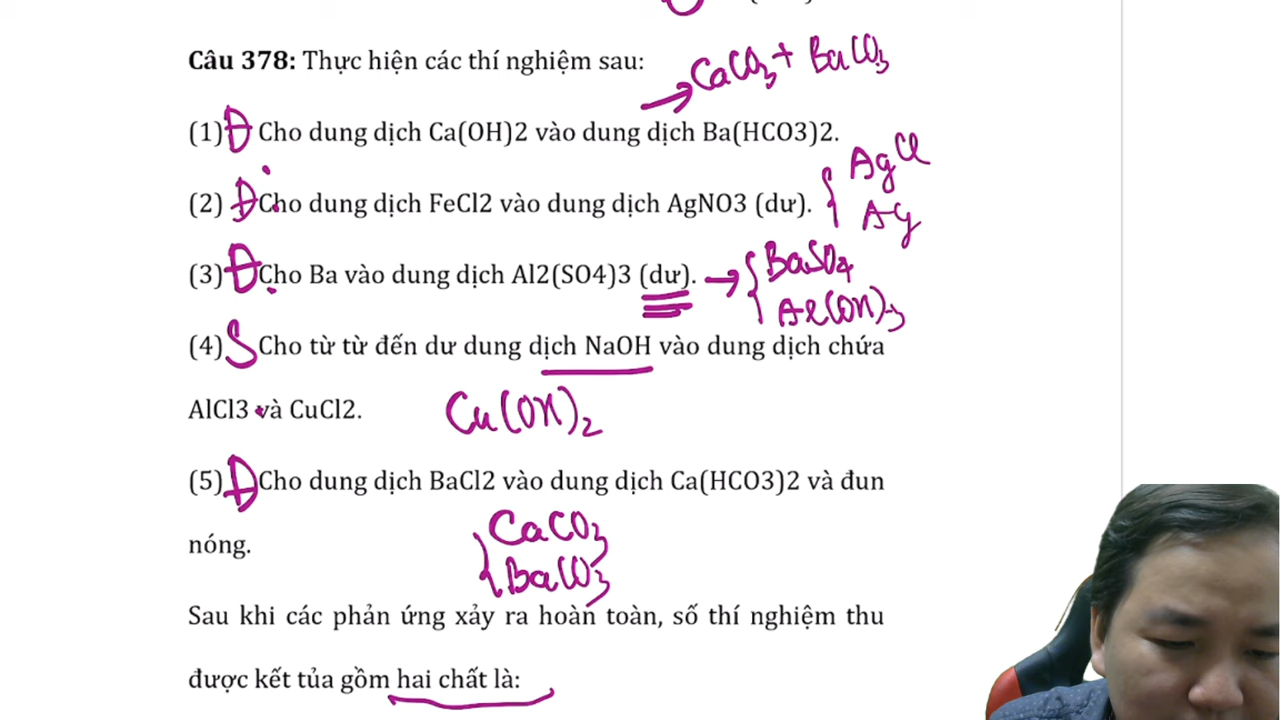 Câu 378: Thực hiện các thí nghiệm sau:
→ CaCO3 + BaCO3
(1) Đ Cho dung dịch Ca(OH)2 vào dung dịch Ba(HCO3)2.
(2) Đ Cho dung dịch FeCl2 vào dung dịch AgNO3 (dư). { AgCl
Ag
(3) Đ Cho Ba vào dung dịch Al2(SO4)3 (dư). → { BaSO4
Al(OH)3
(4) S Cho từ từ đến dư dung dịch NaOH vào dung dịch chứa
AlCl3 và CuCl2. Cu(OH)2
(5) Đ Cho dung dịch BaCl2 vào dung dịch Ca(HCO3)2 và đun
nóng. { CaCO3
BaCO3
Sau khi các phản ứng xảy ra hoàn toàn, số thí nghiệm thu
được kết tủa gồm hai chất là: